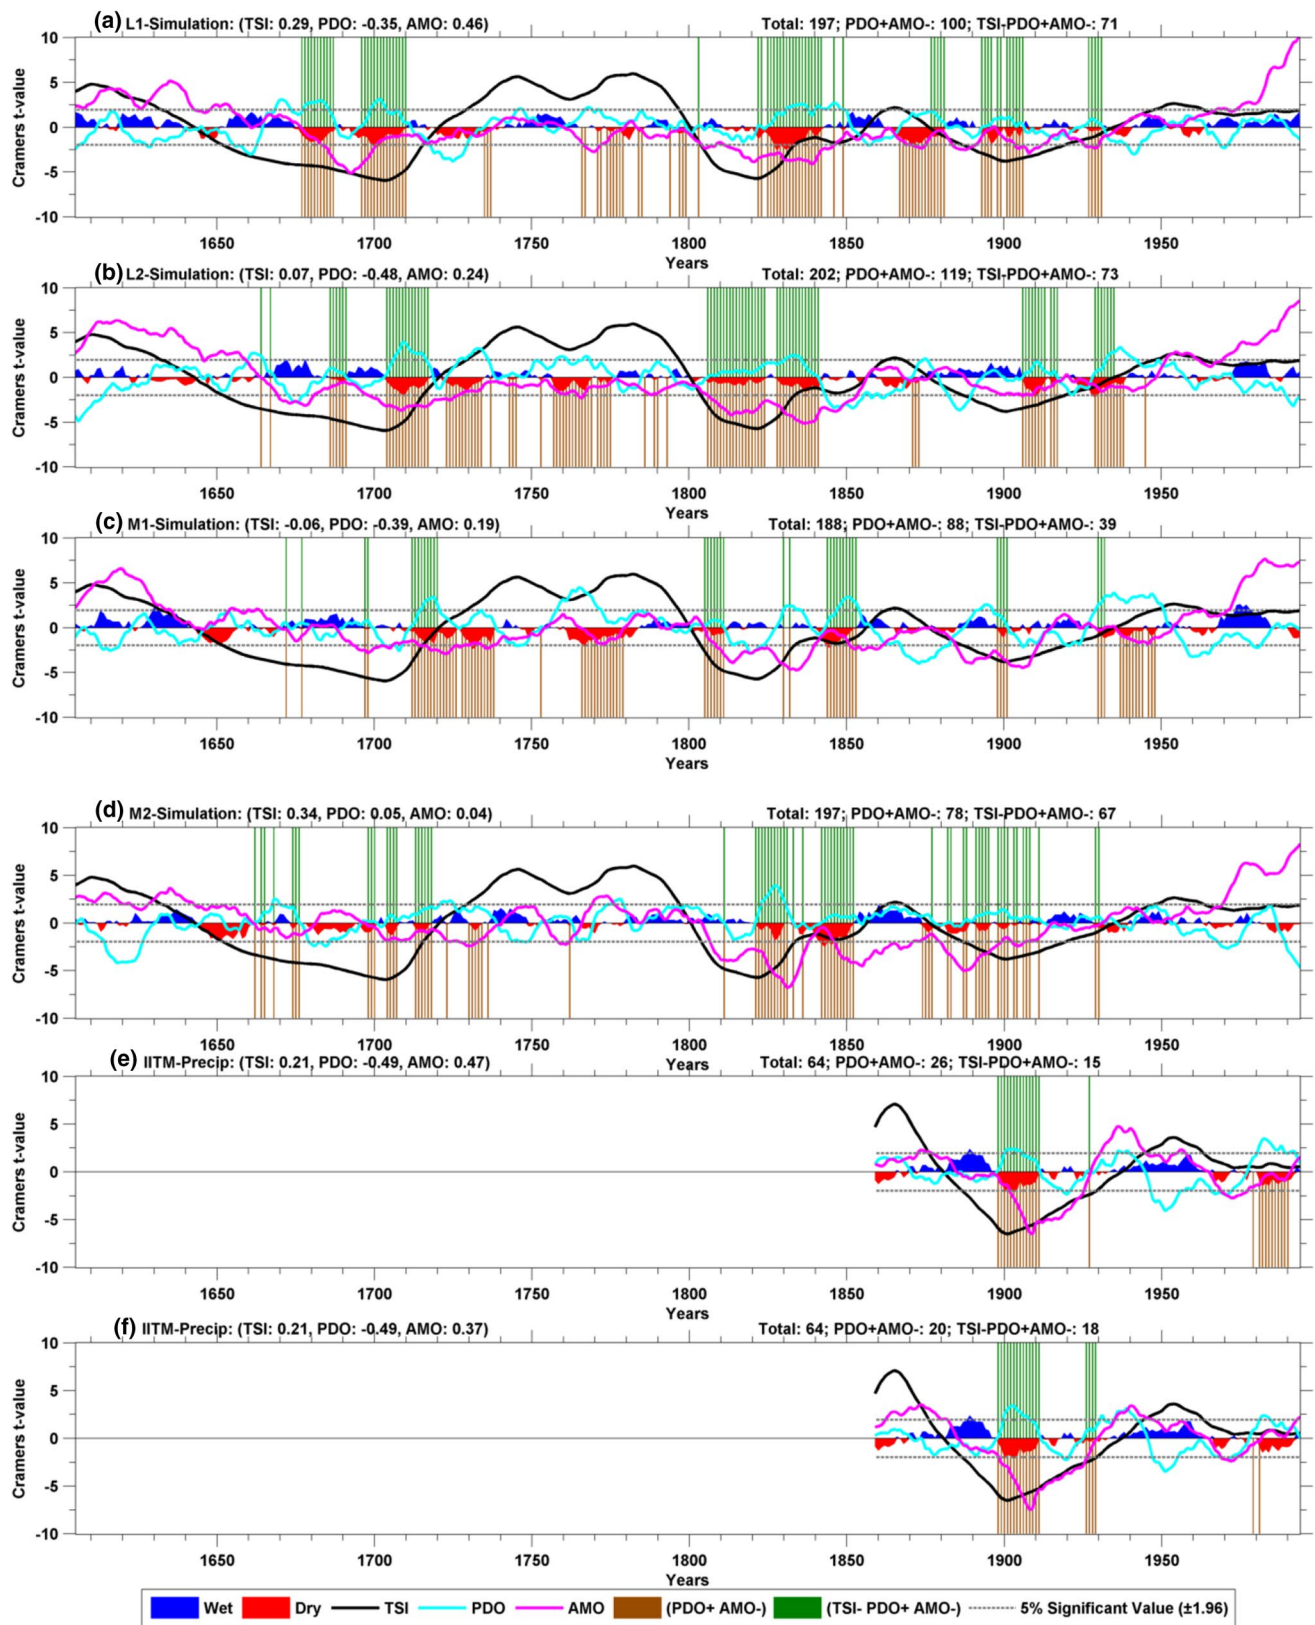 (a) L1-Simulation: (TSI: 0.29, PDO: -0.35, AMO: 0.46) Total: 197; PDO+AMO-: 100; TSI-PDO+AMO-: 71
Cramers t-value
10
5
0
-5
-10
1650 1700 1750 1800 1850 1900 1950
Years
(b) L2-Simulation: (TSI: 0.07, PDO: -0.48, AMO: 0.24) Total: 202; PDO+AMO-: 119; TSI-PDO+AMO-: 73
Cramers t-value
10
5
0
-5
-10
1650 1700 1750 1800 1850 1900 1950
Years
(c) M1-Simulation: (TSI: -0.06, PDO: -0.39, AMO: 0.19) Total: 188; PDO+AMO-: 88; TSI-PDO+AMO-: 39
Cramers t-value
10
5
0
-5
-10
1650 1700 1750 1800 1850 1900 1950
Years
(d) M2-Simulation: (TSI: 0.34, PDO: 0.05, AMO: 0.04) Total: 197; PDO+AMO-: 78; TSI-PDO+AMO-: 67
Cramers t-value
10
5
0
-5
-10
1650 1700 1750 1800 1850 1900 1950
Years
(e) IITM-Precip: (TSI: 0.21, PDO: -0.49, AMO: 0.47) Total: 64; PDO+AMO-: 26; TSI-PDO+AMO-: 15
Cramers t-value
10
5
0
-5
-10
1650 1700 1750 1800 1850 1900 1950
Years
(f) IITM-Precip: (TSI: 0.21, PDO: -0.49, AMO: 0.37) Total: 64; PDO+AMO-: 20; TSI-PDO+AMO-: 18
Cramers t-value
10
5
0
-5
-10
1650 1700 1750 1800 1850 1900 1950
Years
Wet Dry TSI PDO AMO (PDO+ AMO-) (TSI- PDO+ AMO-) 5% Significant Value (±1.96)